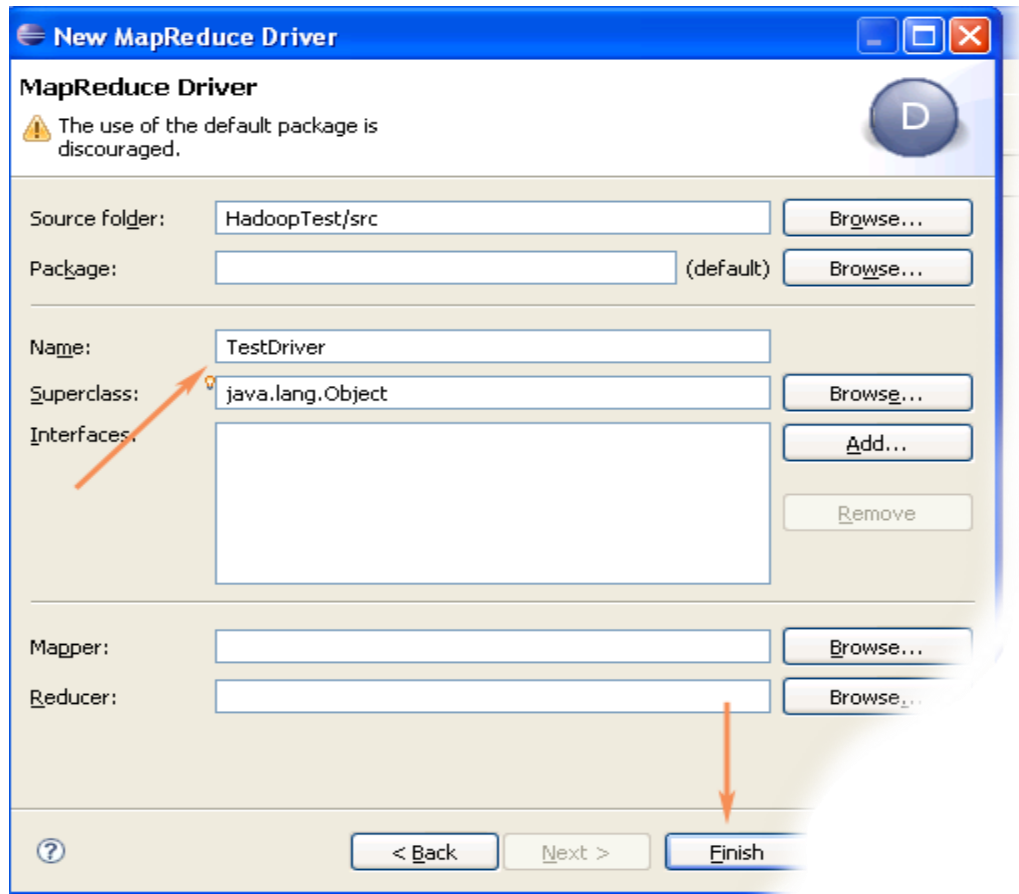 New MapReduce Driver
MapReduce Driver
The use of the default package is
discouraged.
D
Source folder: HadoopTest/src Browse...
Package: (default) Browse...
Name: TestDriver
Superclass: java.lang.Object Browse...
Interfaces: Add...
Remove
Mapper: Browse...
Reducer: Browse...
? < Back Next > Finish